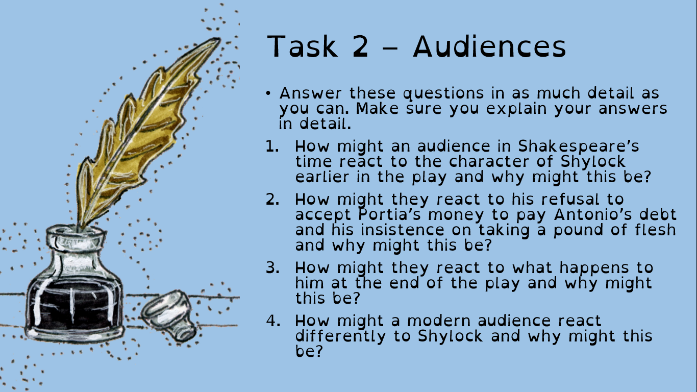 Task 2 – Audiences
• Answer these questions in as much detail as
you can. Make sure you explain your answers
in detail.
1. How might an audience in Shakespeare's
time react to the character of Shylock
earlier in the play and why might this be?
2. How might they react to his refusal to
accept Portia's money to pay Antonio's debt
and his insistence on taking a pound of flesh
and why might this be?
3. How might they react to what happens to
him at the end of the play and why might
this be?
4. How might a modern audience react
differently to Shylock and why might this
be?